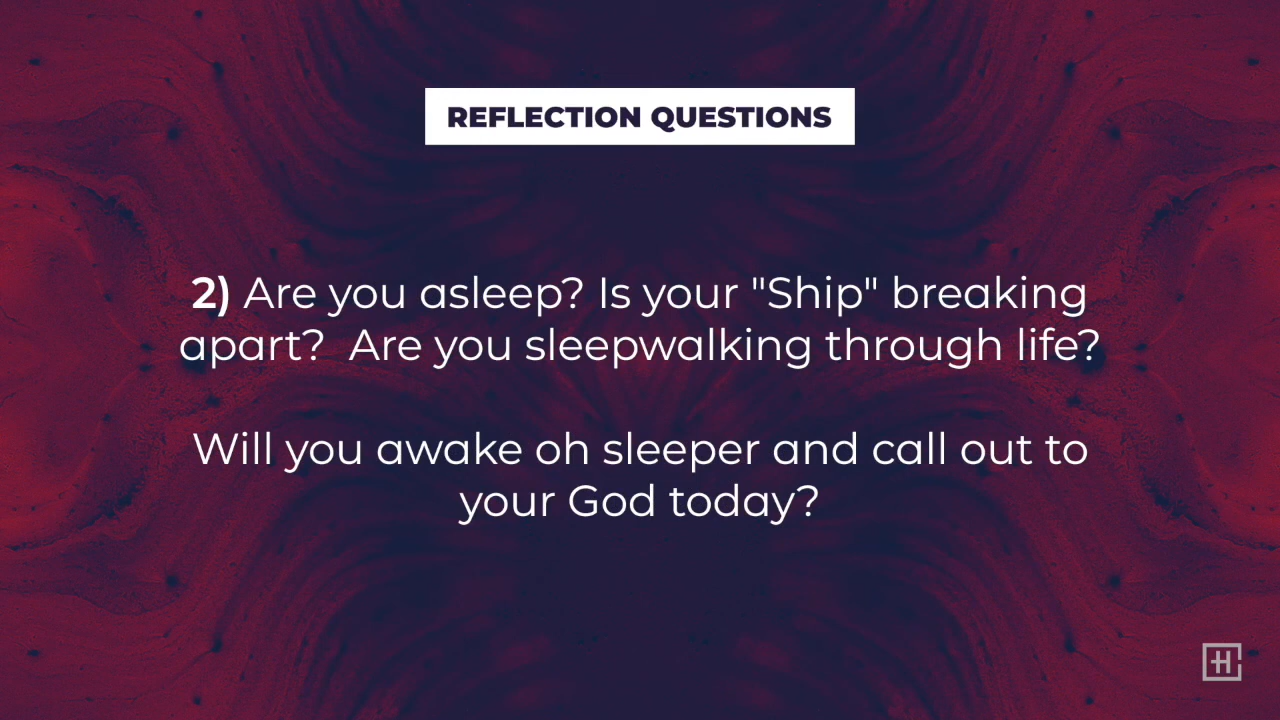 REFLECTION QUESTIONS
2) Are you asleep? Is your "Ship" breaking
apart?  Are you sleepwalking through life?
Will you awake oh sleeper and call out to
your God today?